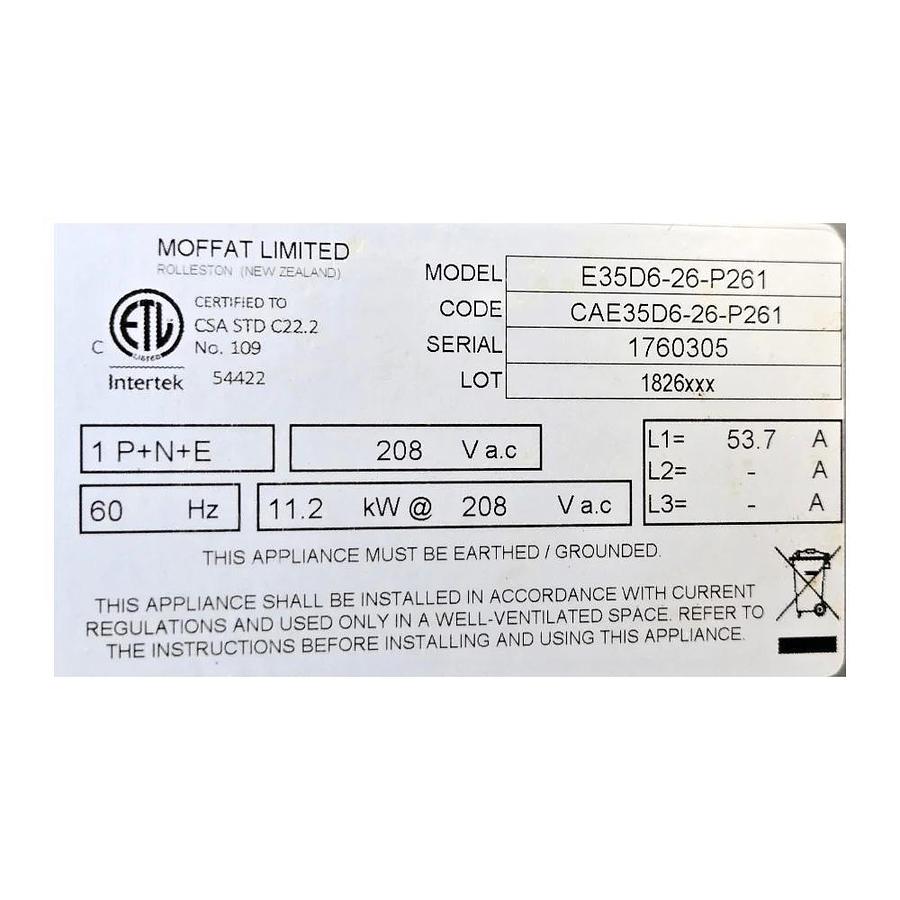 MOFFAT LIMITED
ROLLESTON (NEW ZEALAND)
ETL
LISTED
C
Intertek
CERTIFIED TO
CSA STD C22.2
No. 109
54422
MODEL E35D6-26-P261
CODE CAE35D6-26-P261
SERIAL 1760305
LOT 1826xxx
1 P+N+E 208 V a.c
60 Hz 11.2 kW @ 208 V a.c
L1= 53.7 A
L2= - A
L3= - A
THIS APPLIANCE MUST BE EARTHED / GROUNDED.
THIS APPLIANCE SHALL BE INSTALLED IN ACCORDANCE WITH CURRENT
REGULATIONS AND USED ONLY IN A WELL-VENTILATED SPACE. REFER TO
THE INSTRUCTIONS BEFORE INSTALLING AND USING THIS APPLIANCE.